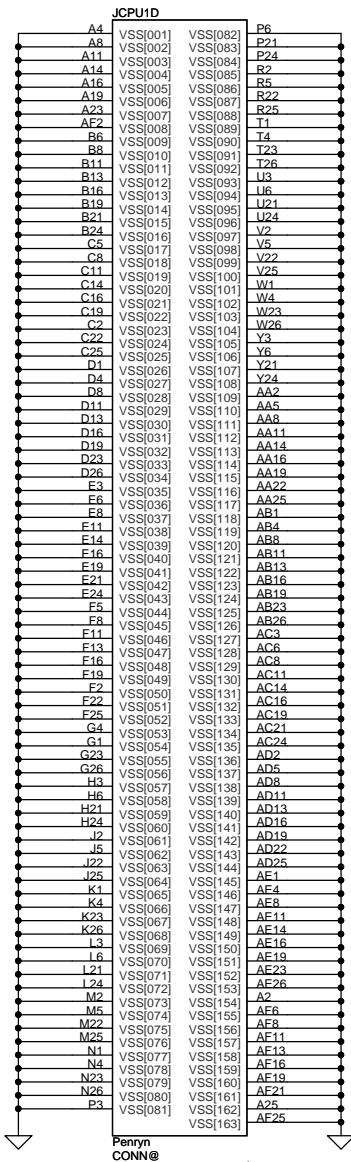 JCPU1D
A4 VSS[001] VSS[082] P6
A8 VSS[002] VSS[083] P21
A11 VSS[003] VSS[084] P24
A14 VSS[004] VSS[085] R2
A16 VSS[005] VSS[086] R5
A19 VSS[006] VSS[087] R22
A23 VSS[007] VSS[088] R25
AF2 VSS[008] VSS[089] T1
B6 VSS[009] VSS[090] T4
B8 VSS[010] VSS[091] T23
B11 VSS[011] VSS[092] T26
B13 VSS[012] VSS[093] U3
B16 VSS[013] VSS[094] U6
B19 VSS[014] VSS[095] U21
B21 VSS[015] VSS[096] U24
B24 VSS[016] VSS[097] V2
C5 VSS[017] VSS[098] V5
C8 VSS[018] VSS[099] V22
C11 VSS[019] VSS[100] V25
C14 VSS[020] VSS[101] W1
C16 VSS[021] VSS[102] W4
C19 VSS[022] VSS[103] W23
C2 VSS[023] VSS[104] W26
C22 VSS[024] VSS[105] Y3
C25 VSS[025] VSS[106] Y6
D1 VSS[026] VSS[107] Y21
D4 VSS[027] VSS[108] Y24
D8 VSS[028] VSS[109] AA2
D11 VSS[029] VSS[110] AA5
D13 VSS[030] VSS[111] AA8
D16 VSS[031] VSS[112] AA11
D19 VSS[032] VSS[113] AA14
D23 VSS[033] VSS[114] AA16
D26 VSS[034] VSS[115] AA19
E3 VSS[035] VSS[116] AA22
E6 VSS[036] VSS[117] AA25
E8 VSS[037] VSS[118] AB1
E11 VSS[038] VSS[119] AB4
E14 VSS[039] VSS[120] AB8
E16 VSS[040] VSS[121] AB11
E19 VSS[041] VSS[122] AB13
E21 VSS[042] VSS[123] AB16
E24 VSS[043] VSS[124] AB19
F5 VSS[044] VSS[125] AB23
F8 VSS[045] VSS[126] AB26
F11 VSS[046] VSS[127] AC3
F13 VSS[047] VSS[128] AC6
F16 VSS[048] VSS[129] AC8
F19 VSS[049] VSS[130] AC11
F2 VSS[050] VSS[131] AC14
F22 VSS[051] VSS[132] AC16
F25 VSS[052] VSS[133] AC19
G4 VSS[053] VSS[134] AC21
G1 VSS[054] VSS[135] AC24
G23 VSS[055] VSS[136] AD2
G26 VSS[056] VSS[137] AD5
H3 VSS[057] VSS[138] AD8
H6 VSS[058] VSS[139] AD11
H21 VSS[059] VSS[140] AD13
H24 VSS[060] VSS[141] AD16
J2 VSS[061] VSS[142] AD19
J5 VSS[062] VSS[143] AD22
J22 VSS[063] VSS[144] AD25
J25 VSS[064] VSS[145] AE1
K1 VSS[065] VSS[146] AE4
K4 VSS[066] VSS[147] AE8
K23 VSS[067] VSS[148] AE11
K26 VSS[068] VSS[149] AE14
L3 VSS[069] VSS[150] AE16
L6 VSS[070] VSS[151] AE19
L21 VSS[071] VSS[152] AE23
L24 VSS[072] VSS[153] AE26
M2 VSS[073] VSS[154] A2
M5 VSS[074] VSS[155] AF6
M22 VSS[075] VSS[156] AF8
M25 VSS[076] VSS[157] AF11
N1 VSS[077] VSS[158] AF13
N4 VSS[078] VSS[159] AF16
N23 VSS[079] VSS[160] AF19
N26 VSS[080] VSS[161] AF21
P3 VSS[081] VSS[162] A25
VSS[163] AF25
Penryn
CONN@